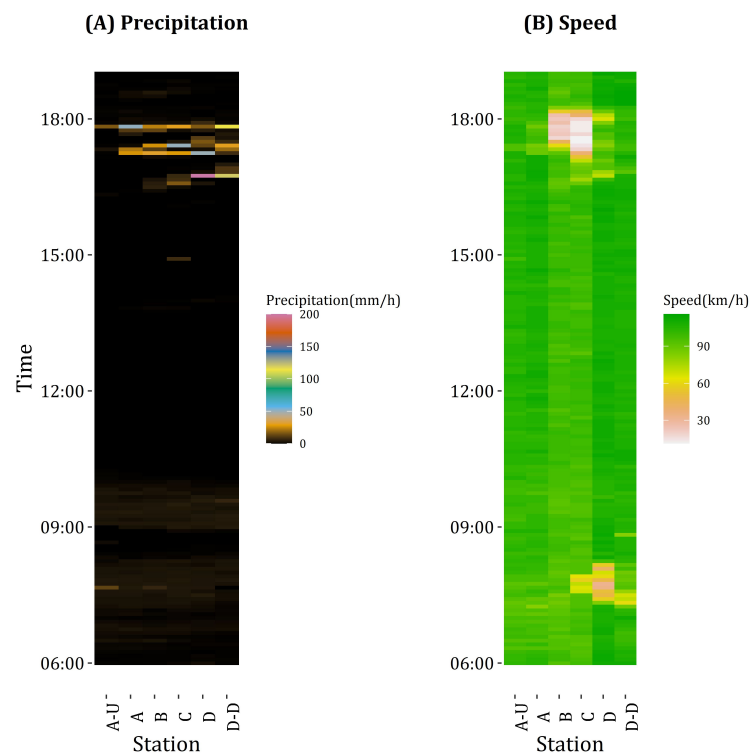 (A) Precipitation
(B) Speed
18:00
15:00
12:00
09:00
06:00
Time
A-U
A
B
C
D
D-D
Station
Precipitation(mm/h)
200
150
100
50
0
18:00
15:00
12:00
09:00
06:00
A-U
A
B
C
D
D-D
Station
Speed(km/h)
90
60
30